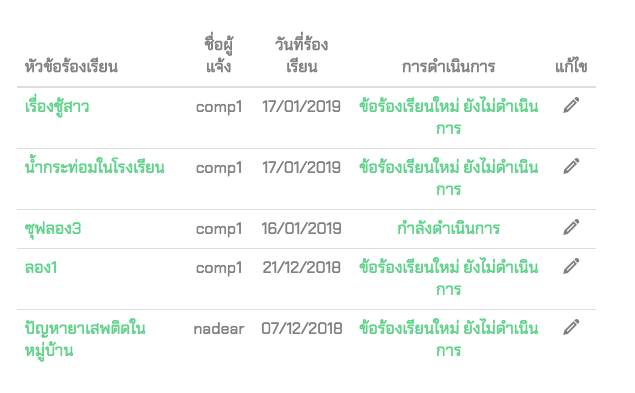 หัวข้อร้องเรียน ชื่อผู้แจ้ง วันที่ร้องเรียน การดำเนินการ แก้ไข
เรื่องชู้สาว comp1 17/01/2019 ข้อร้องเรียนใหม่ ยังไม่ดำเนิน
การ
น้ำกระท่อมในโรงเรียน comp1 17/01/2019 ข้อร้องเรียนใหม่ ยังไม่ดำเนิน
การ
ซุฟลอง3 comp1 16/01/2019 กำลังดำเนินการ
ลอง1 comp1 21/12/2018 ข้อร้องเรียนใหม่ ยังไม่ดำเนิน
การ
ปัญหายาเสพติดใน nadear 07/12/2018 ข้อร้องเรียนใหม่ ยังไม่ดำเนิน
หมู่บ้าน การ